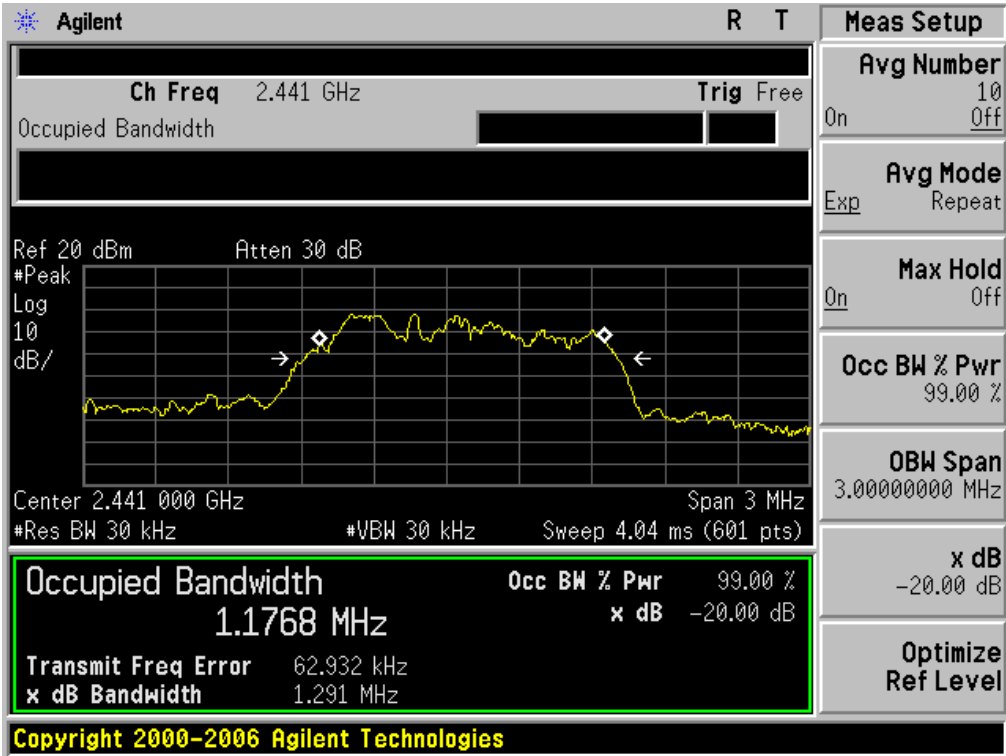 Agilent R T
Ch Freq 2.441 GHz Trig Free
Occupied Bandwidth
Ref 20 dBm Atten 30 dB
#Peak
Log
10
dB/
Center 2.441 000 GHz Span 3 MHz
#Res BW 30 kHz #VBW 30 kHz Sweep 4.04 ms (601 pts)
Occupied Bandwidth Occ BW % Pwr 99.00 %
1.1768 MHz x dB -20.00 dB
Transmit Freq Error 62.932 kHz
x dB Bandwidth 1.291 MHz
Copyright 2000-2006 Agilent Technologies
Meas Setup
Avg Number
10
On Off
Avg Mode
Exp Repeat
Max Hold
On Off
Occ BW % Pwr
99.00 %
OBW Span
3.00000000 MHz
x dB
-20.00 dB
Optimize
Ref Level